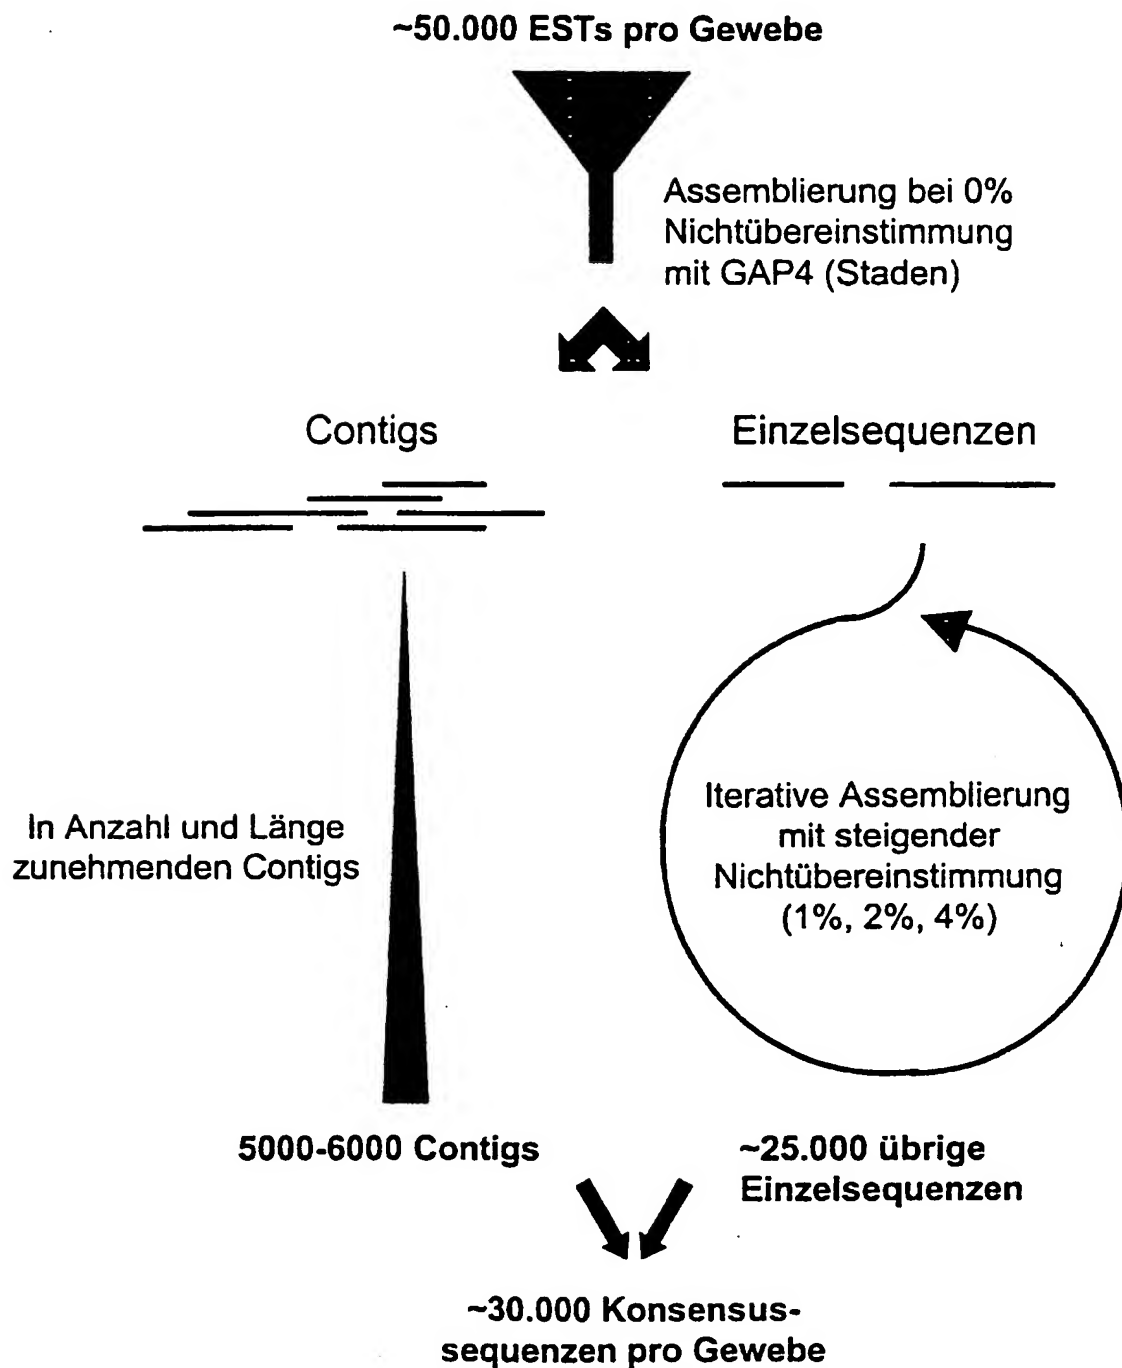 ~50.000 ESTs pro Gewebe
Assemblierung bei 0%
Nichtübereinstimmung
mit GAP4 (Staden)
Contigs
Einzelsequenzen
In Anzahl und Länge
zunehmenden Contigs
Iterative Assemblierung
mit steigender
Nichtübereinstimmung
(1%, 2%, 4%)
5000-6000 Contigs
~25.000 übrige
Einzelsequenzen
~30.000 Konsensus-
sequenzen pro Gewebe